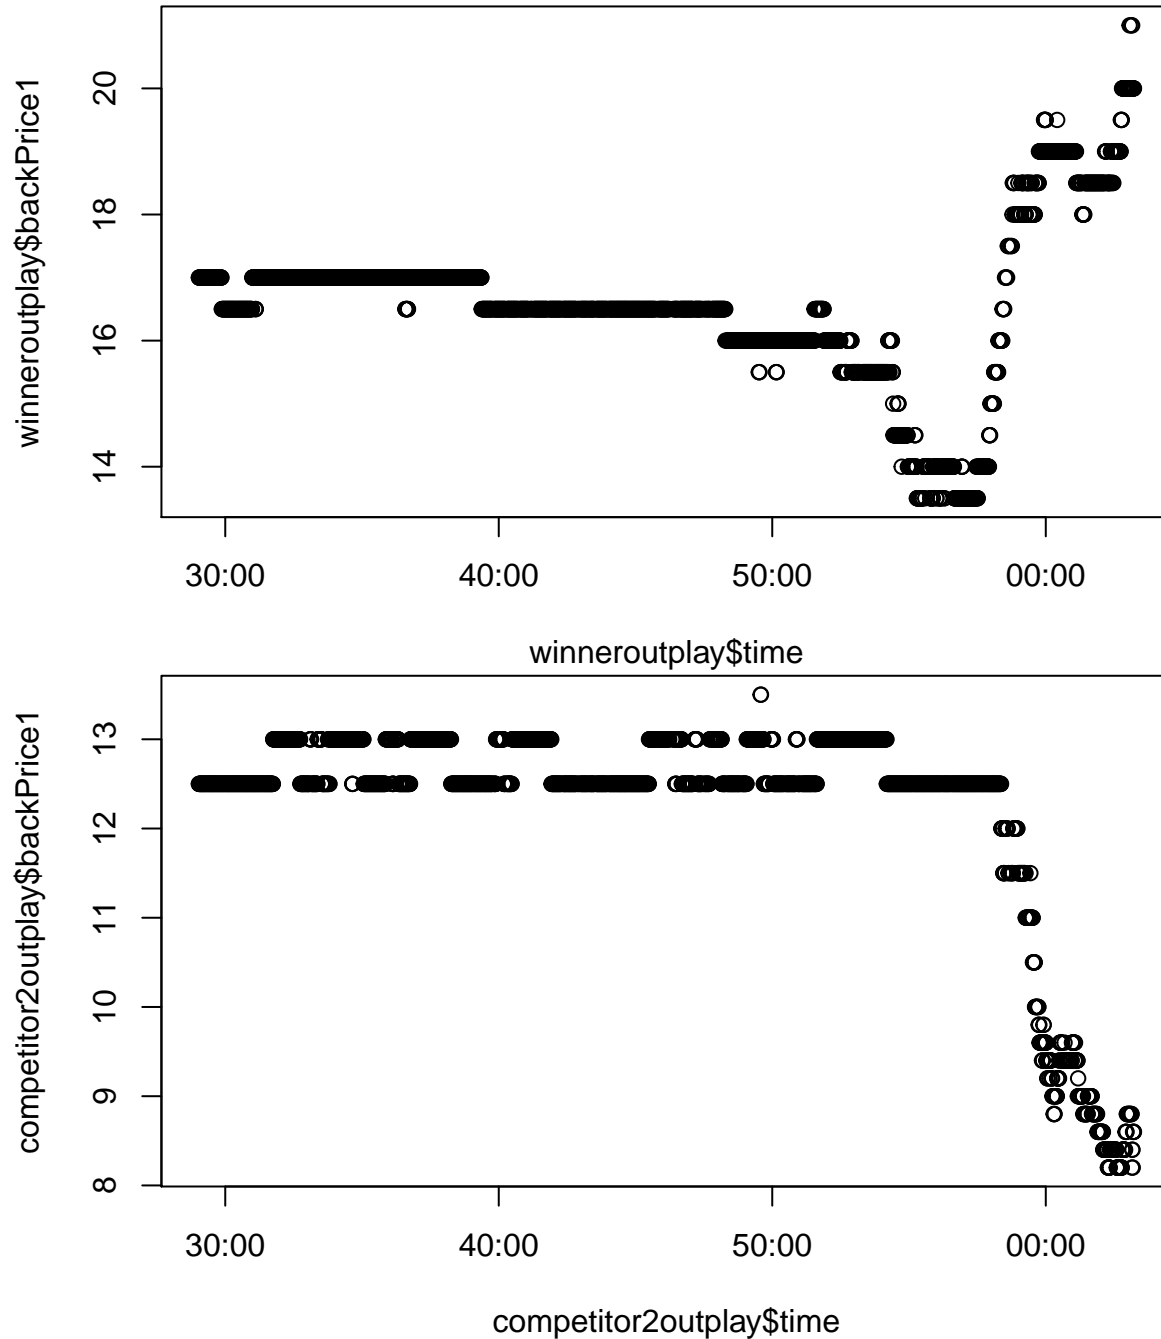 winneroutplay$backPrice1
20
18
16
14
30:00 40:00 50:00 00:00
winneroutplay$time
competitor2outplay$backPrice1
13
12
11
10
9
8
30:00 40:00 50:00 00:00
competitor2outplay$time